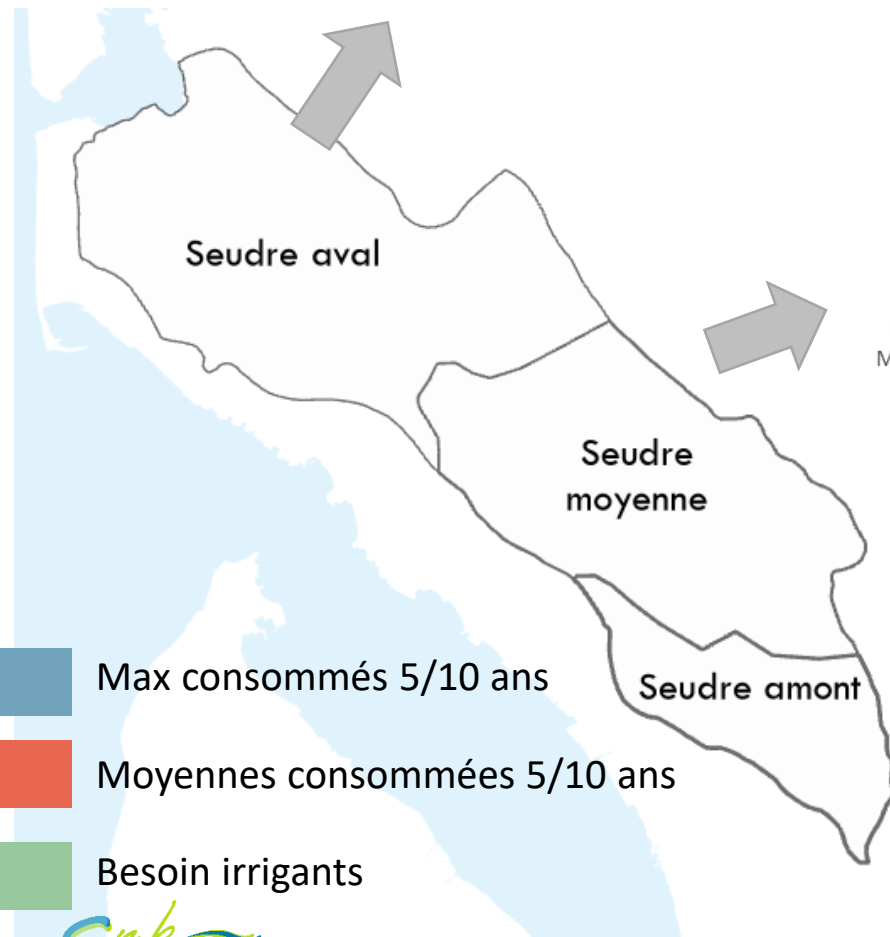 Seudre aval
M
Seudre
moyenne
Max consommés 5/10 ans
Seudre amont
Moyennes consommées 5/10 ans
Besoin irrigants